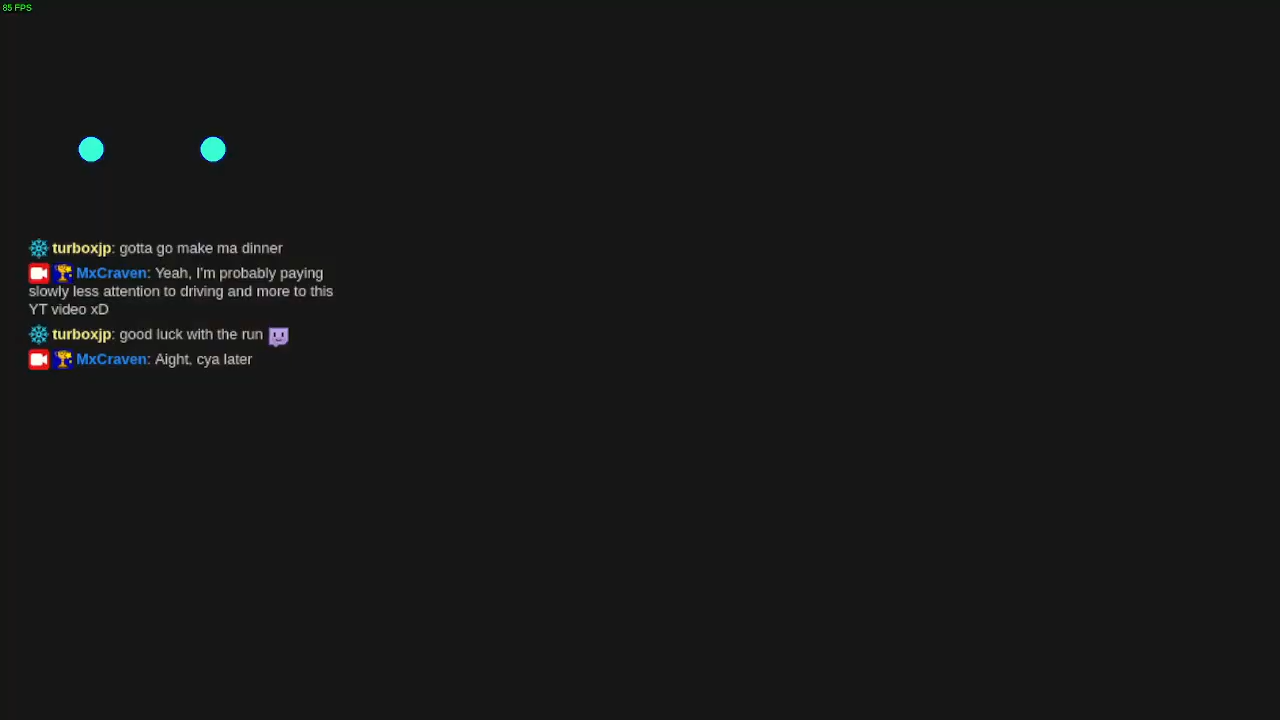 85 FPS
turboxjp: gotta go make ma dinner
MxCraven: Yeah, I'm probably paying
slowly less attention to driving and more to this
YT video xD
turboxjp: good luck with the run
MxCraven: Aight, cya later